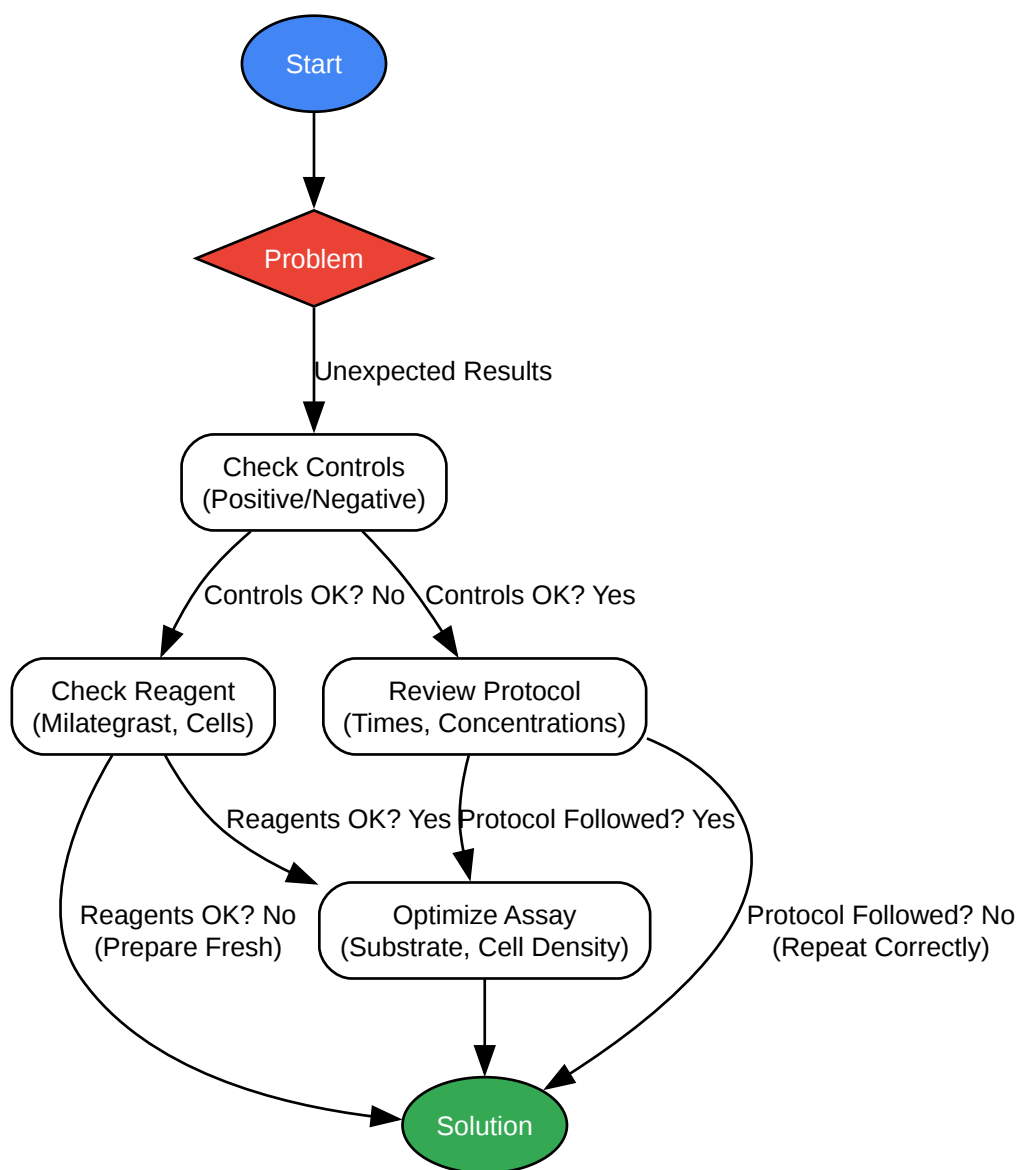 Start
Problem
Unexpected Results
Check Controls
(Positive/Negative)
Controls OK? No
Controls OK? Yes
Check Reagent
(Milategrast, Cells)
Review Protocol
(Times, Concentrations)
Reagents OK? Yes
Protocol Followed? Yes
Reagents OK? No
(Prepare Fresh)
Optimize Assay
(Substrate, Cell Density)
Protocol Followed? No
(Repeat Correctly)
Solution